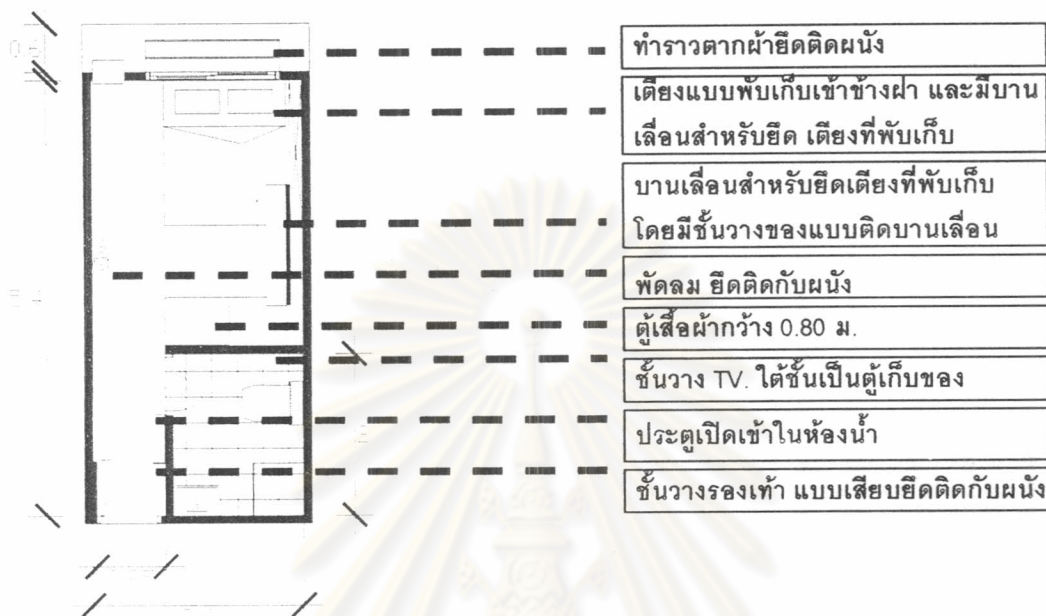 ทำราวตากผ้ายึดติดผนัง
เตียงแบบพับเก็บเข้าข้างฝา และมีบาน
เลื่อนสำหรับยึด เตียงที่พับเก็บ
บานเลื่อนสำหรับยึดเตียงที่พับเก็บ
โดยมีชั้นวางของแบบติดบานเลื่อน
พัดลม ยึดติดกับผนัง
ตู้เสื้อผ้ากว้าง 0.80 ม.
ชั้นวาง TV. ใต้ชั้นเป็นตู้เก็บของ
ประตูเปิดเข้าในห้องน้ำ
ชั้นวางรองเท้า แบบเสียบยึดติดกับผนัง